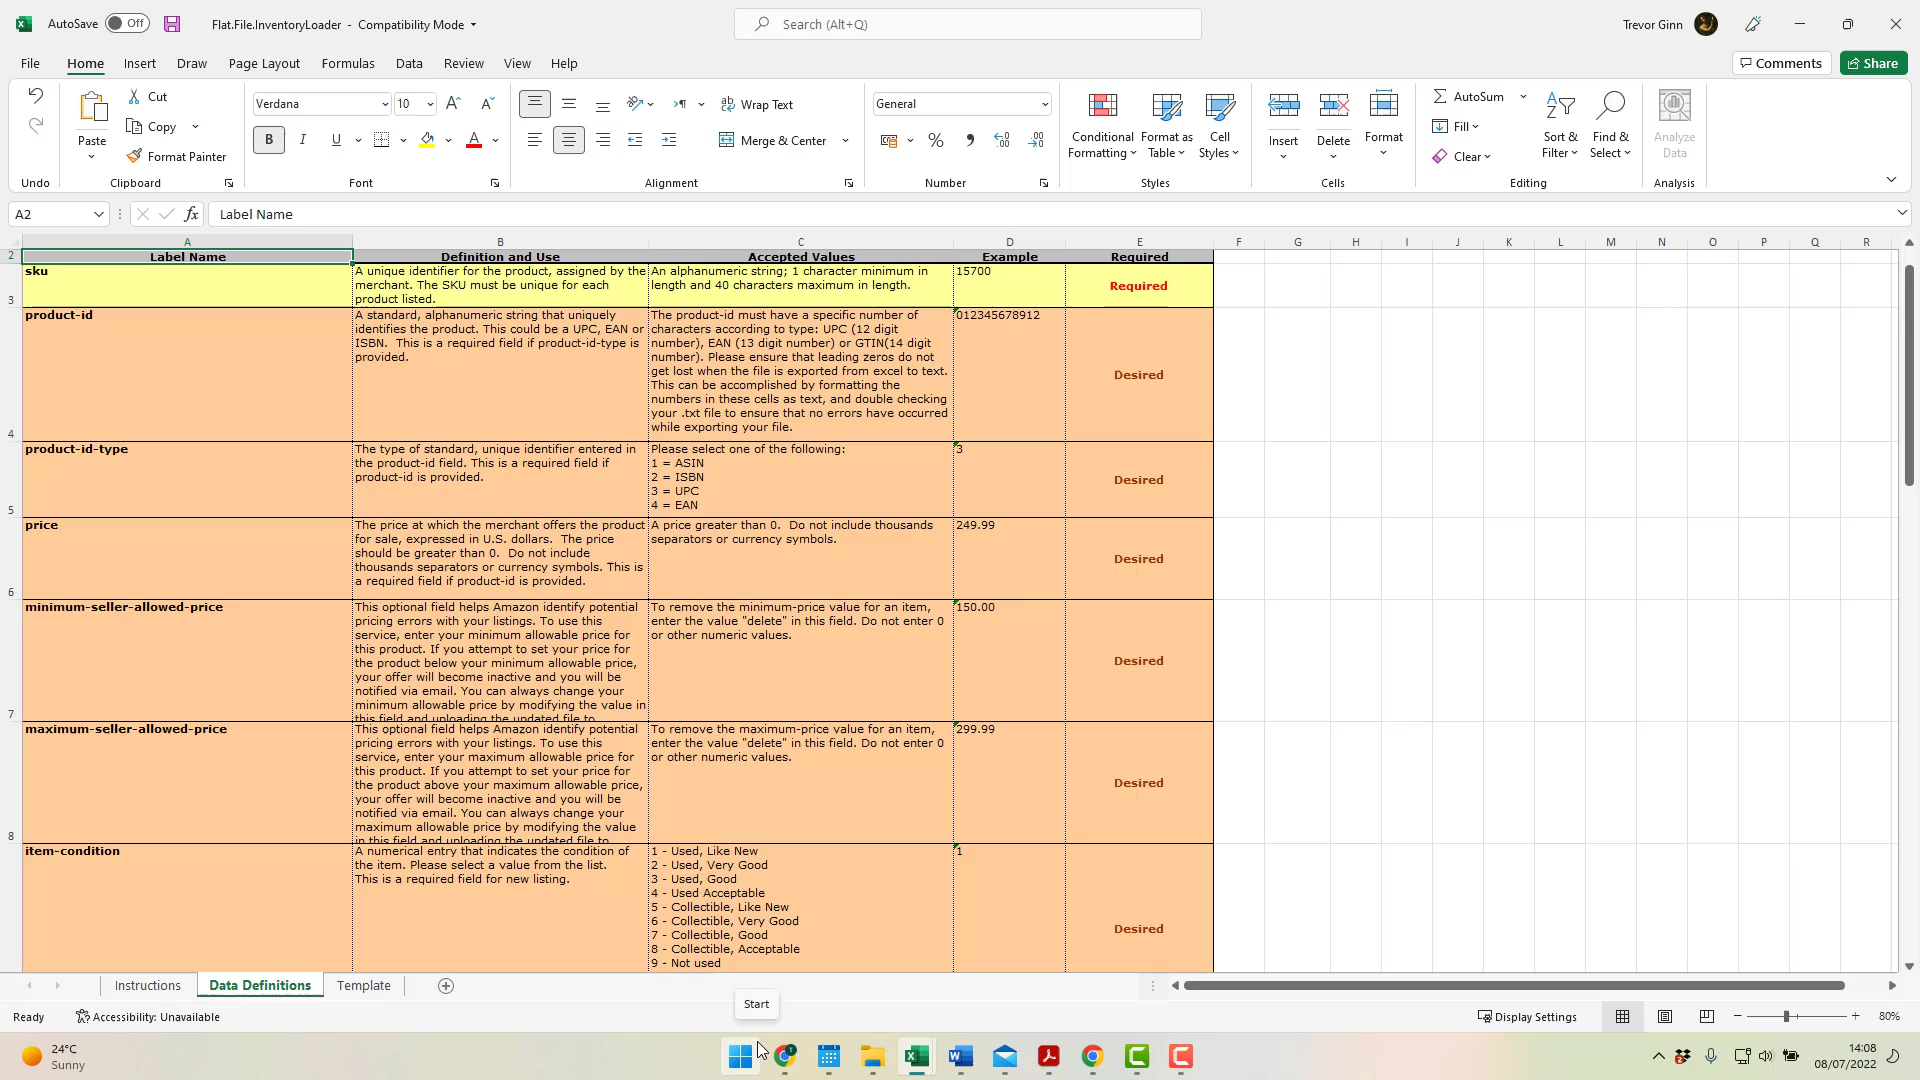 AutoSave Off Flat.File.InventoryLoader - Compatibility Mode Search (Alt+Q) Trevor Ginn
File Home Insert Draw Page Layout Formulas Data Review View Help Comments Share
Cut
Copy
Format Painter
Paste
Verdana 10
B I U A
Wrap Text
Merge & Center
General
%
Conditional Formatting
Format as Table
Cell Styles
Insert
Delete
Format
AutoSum
Fill
Clear
Sort & Filter
Find & Select
Analyze Data
Undo Clipboard Font Alignment Number Styles Cells Editing Analysis
A2 fx Label Name
A B C D E F G H I J K L M N O P Q R
2 Label Name Definition and Use Accepted Values Example Required
3
sku
A unique identifier for the product, assigned by the
merchant. The SKU must be unique for each
product listed.
An alphanumeric string; 1 character minimum in
length and 40 characters maximum in length.
15700
Required
4
product-id
A standard, alphanumeric string that uniquely
identifies the product. This could be a UPC, EAN or
ISBN.  This is a required field if product-id-type is
provided.
The product-id must have a specific number of
characters according to type: UPC (12 digit
number), EAN (13 digit number) or GTIN(14 digit
number). Please ensure that leading zeros do not
get lost when the file is exported from excel to text.
This can be accomplished by formatting the
numbers in these cells as text, and double checking
your .txt file to ensure that no errors have occurred
while exporting your file.
012345678912
Desired
5
product-id-type
The type of standard, unique identifier entered in
the product-id field. This is a required field if
product-id is provided.
Please select one of the following:
1 = ASIN
2 = ISBN
3 = UPC
4 = EAN
3
Desired
6
price
The price at which the merchant offers the product
for sale, expressed in U.S. dollars.  The price
should be greater than 0.  Do not include
thousands separators or currency symbols. This is
a required field if product-id is provided.
A price greater than 0.  Do not include thousands
separators or currency symbols.
249.99
Desired
7
minimum-seller-allowed-price
This optional field helps Amazon identify potential
pricing errors with your listings. To use this
service, enter your minimum allowable price for
this product. If you attempt to set your price for
the product below your minimum allowable price,
your offer will become inactive and you will be
notified via email. You can always change your
minimum allowable price by modifying the value in
this field and uploading the updated file to
To remove the minimum-price value for an item,
enter the value "delete" in this field. Do not enter 0
or other numeric values.
150.00
Desired
8
maximum-seller-allowed-price
This optional field helps Amazon identify potential
pricing errors with your listings. To use this
service, enter your maximum allowable price for
this product. If you attempt to set your price for
the product above your maximum allowable price,
your offer will become inactive and you will be
notified via email. You can always change your
maximum allowable price by modifying the value
in this field and uploading the updated file to
To remove the maximum-price value for an item,
enter the value "delete" in this field. Do not enter 0
or other numeric values.
299.99
Desired
item-condition
A numerical entry that indicates the condition of
the item. Please select a value from the list.
This is a required field for new listing.
1 - Used, Like New
2 - Used, Very Good
3 - Used, Good
4 - Used Acceptable
5 - Collectible, Like New
6 - Collectible, Very Good
7 - Collectible, Good
8 - Collectible, Acceptable
9 - Not used
1
Desired
Instructions Data Definitions Template
Start
Ready Accessibility: Unavailable Display Settings 80%
24°C
Sunny
14:08
08/07/2022